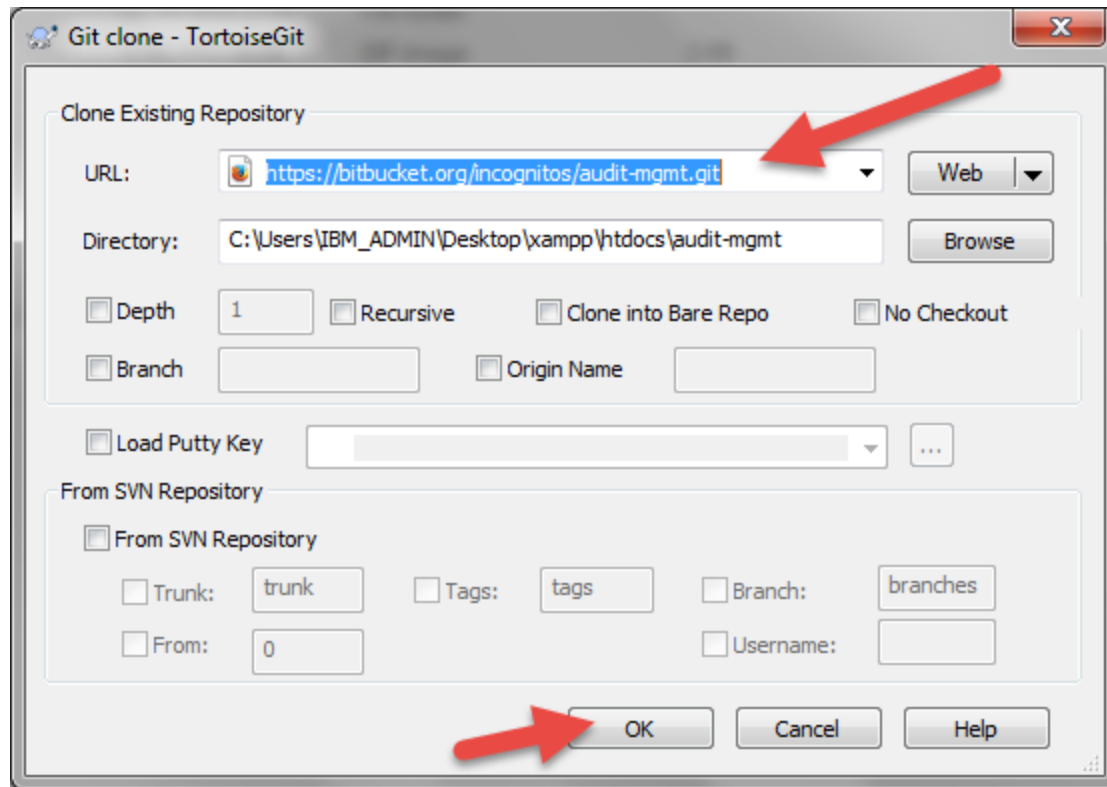 Git clone - TortoiseGit
Clone Existing Repository
URL: https://bitbucket.org/incognitos/audit-mgmt.git Web
Directory: C:\Users\IBM_ADMIN\Desktop\xampp\htdocs\audit-mgmt Browse
Depth 1 Recursive Clone into Bare Repo No Checkout
Branch Origin Name
Load Putty Key ...
From SVN Repository
From SVN Repository
Trunk: trunk Tags: tags Branch: branches
From: 0 Username:
OK Cancel Help